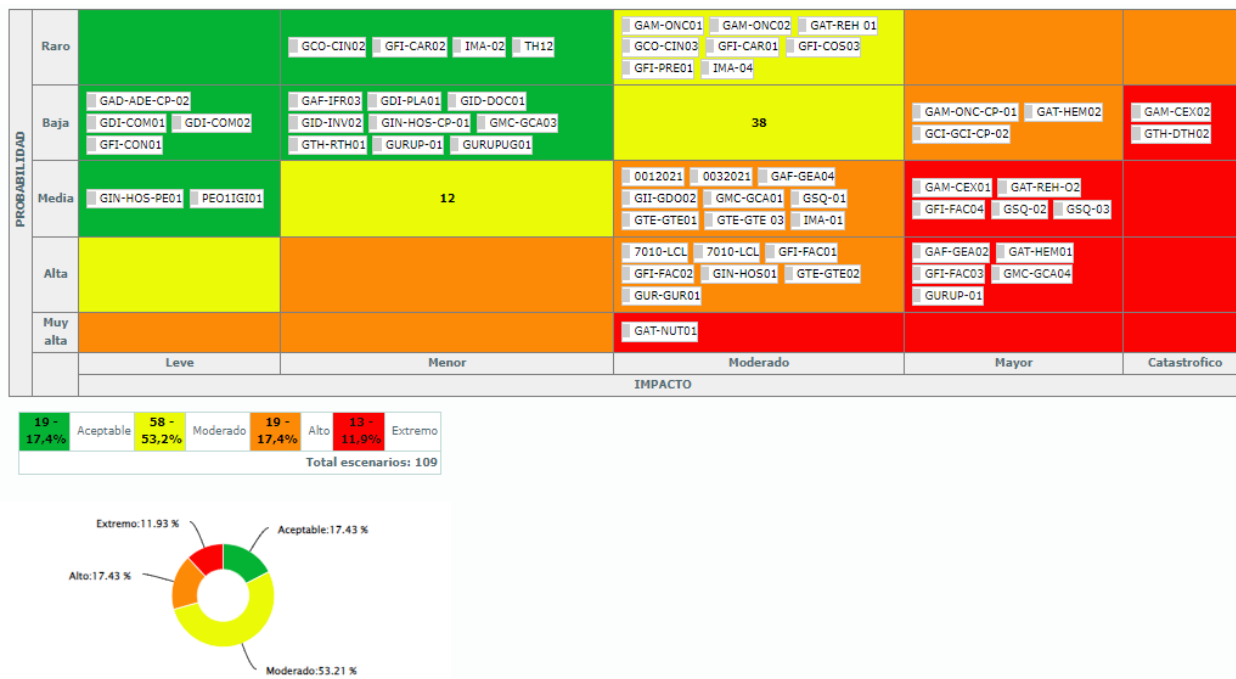 PROBABILIDAD
Raro
GCO-CIN02 GFI-CAR02 IMA-02 TH12
GAM-ONC01 GAM-ONC02 GAT-REH 01
GCO-CIN03 GFI-CAR01 GFI-COS03
GFI-PRE01 IMA-04
Baja
GAD-ADE-CP-02
GDI-COM01 GDI-COM02
GFI-CON01
GAF-IFR03 GDI-PLA01 GID-DOC01
GID-INV02 GIN-HOS-CP-01 GMC-GCA03
GTH-RTH01 GURUP-01 GURUPUG01
38
GAM-ONC-CP-01 GAT-HEM02
GCI-GCI-CP-02
GAM-CEX02
GTH-DTH02
Media
GIN-HOS-PE01 PEO1IGI01
12
0012021 0032021 GAF-GEA04
GII-GDO02 GMC-GCA01 GSQ-01
GTE-GTE01 GTE-GTE 03 IMA-01
GAM-CEX01 GAT-REH-O2
GFI-FAC04 GSQ-02 GSQ-03
Alta
7010-LCL 7010-LCL GFI-FAC01
GFI-FAC02 GIN-HOS01 GTE-GTE02
GUR-GUR01
GAF-GEA02 GAT-HEM01
GFI-FAC03 GMC-GCA04
GURUP-01
Muy
alta
GAT-NUT01
Leve Menor Moderado Mayor Catastrofico
IMPACTO
19 -
17,4%
Aceptable
58 -
53,2%
Moderado
19 -
17,4%
Alto
13 -
11,9%
Extremo
Total escenarios: 109
Extremo:11.93 %
Aceptable:17.43 %
Alto:17.43 %
Moderado:53.21 %